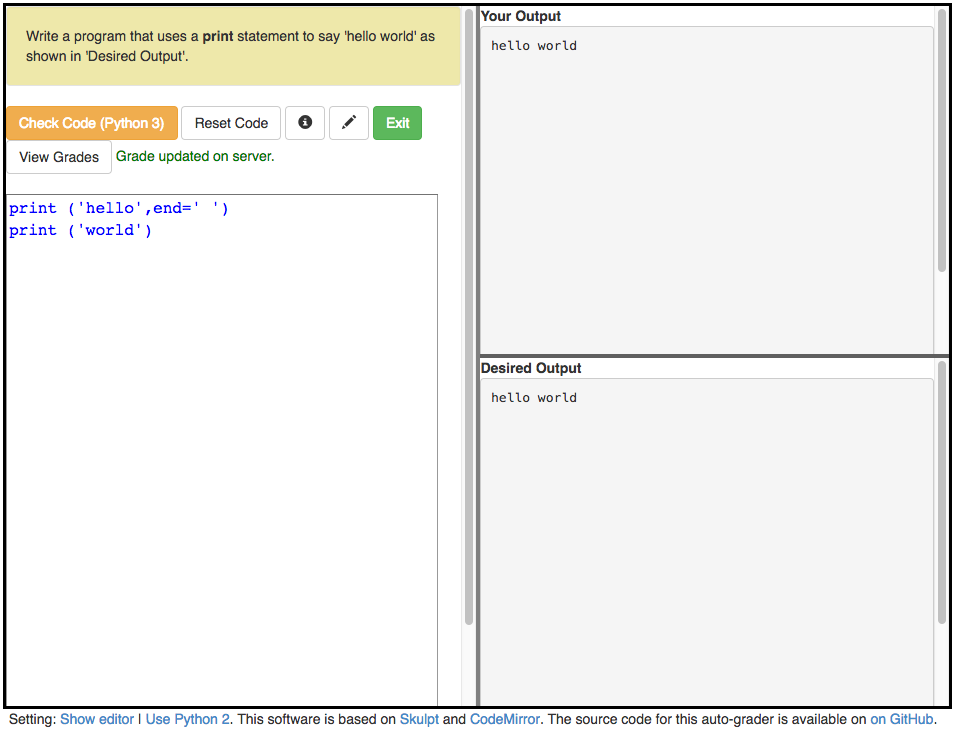 Write a program that uses a print statement to say 'hello world' as
shown in 'Desired Output'.
Check Code (Python 3) Reset Code Exit
View Grades Grade updated on server.
print ('hello',end=' ')
print ('world')
Your Output
hello world
Desired Output
hello world
Setting: Show editor | Use Python 2. This software is based on Skulpt and CodeMirror. The source code for this auto-grader is available on on GitHub.